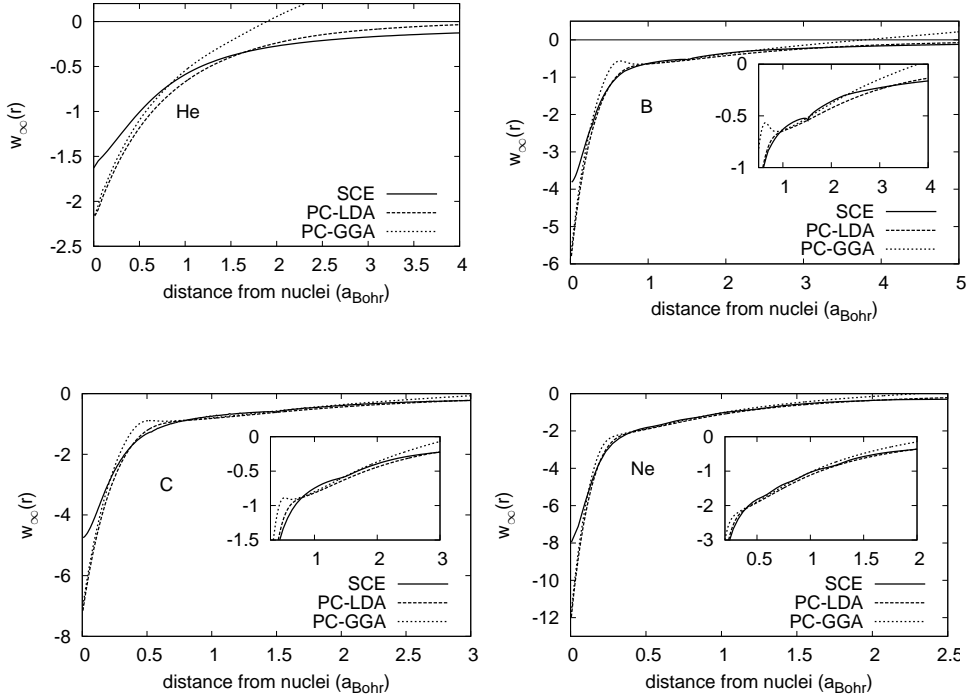 0
-0.5
-1
-1.5
-2
-2.5
w∞(r)
He
SCE
PC-LDA
PC-GGA
0 0.5 1 1.5 2 2.5 3 3.5 4
distance from nuclei (aBohr)
0
-1
-2
-3
-4
-5
-6
w∞(r)
B
0
-0.5
-1
1 2 3 4
SCE
PC-LDA
PC-GGA
0 1 2 3 4 5
distance from nuclei (aBohr)
0
-2
-4
-6
-8
w∞(r)
C
0
-0.5
-1
-1.5
1 2 3
SCE
PC-LDA
PC-GGA
0 0.5 1 1.5 2 2.5 3
distance from nuclei (aBohr)
0
-2
-4
-6
-8
-10
-12
w∞(r)
Ne
0
-1
-2
-3
0.5 1 1.5 2
SCE
PC-LDA
PC-GGA
0 0.5 1 1.5 2 2.5
distance from nuclei (aBohr)